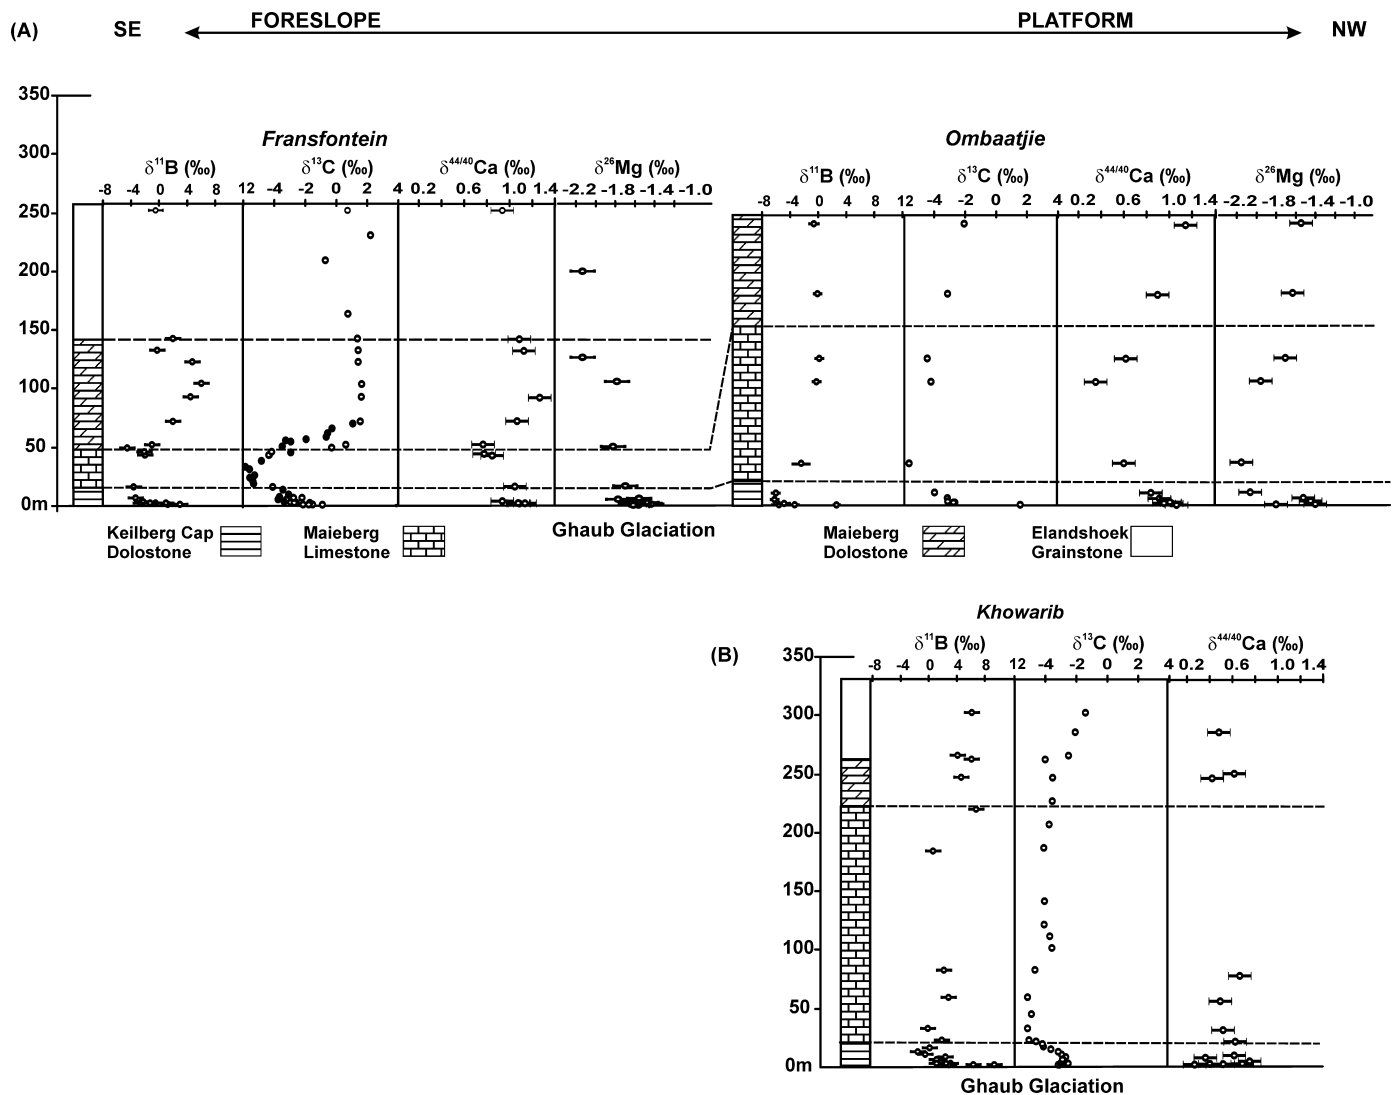 (A) SE FORESLOPE PLATFORM NW
350
300
250
200
150
100
50
0m
Fransfontein
δ11B (‰) δ13C (‰) δ44/40Ca (‰) δ26Mg (‰)
-8 -4 0 4 8 12 -4 -2 0 2 4 0.2 0.6 1.0 1.4 -2.2 -1.8 -1.4 -1.0
Ombaatjie
δ11B (‰) δ13C (‰) δ44/40Ca (‰) δ26Mg (‰)
-8 -4 0 4 8 12 -4 -2 0 2 4 0.2 0.6 1.0 1.4 -2.2 -1.8 -1.4 -1.0
Ghaub Glaciation
Keilberg Cap
Dolostone
Maieberg
Limestone
Maieberg
Dolostone
Elandshoek
Grainstone
(B)
Khowarib
δ11B (‰) δ13C (‰) δ44/40Ca (‰)
-8 -4 0 4 8 12 -4 -2 0 2 4 0.2 0.6 1.0 1.4
350
300
250
200
150
100
50
0m
Ghaub Glaciation